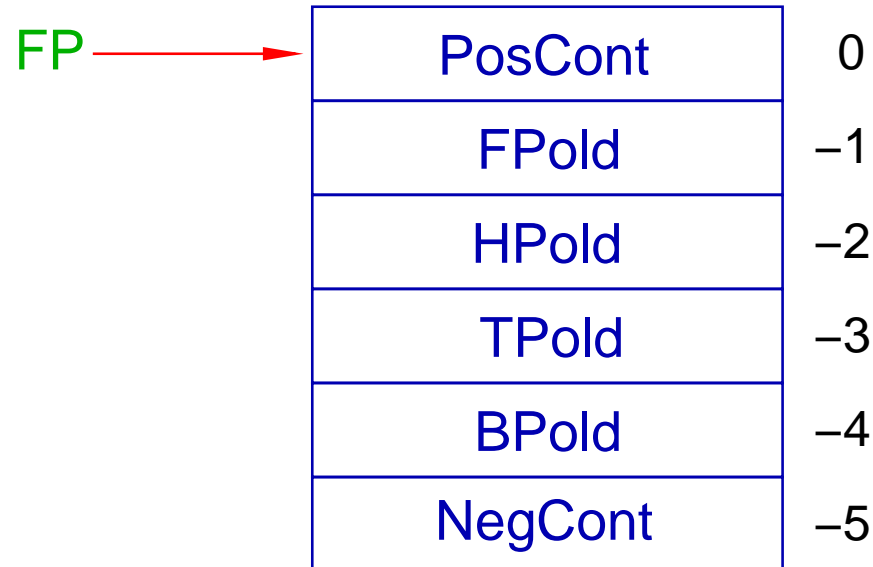 FP PosCont 0
FPold –1
HPold –2
TPold –3
BPold –4
NegCont –5